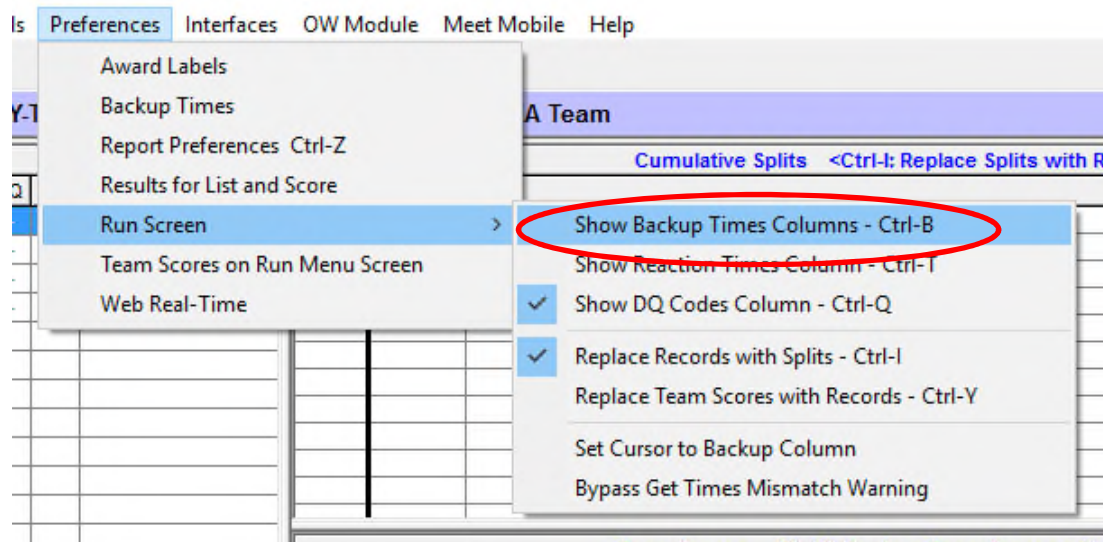 ls Preferences Interfaces OW Module Meet Mobile Help
Award Labels
Backup Times
A Team
Report Preferences Ctrl-Z
Cumulative Splits <Ctrl-I: Replace Splits with R
Results for List and Score
Run Screen >
Show Backup Times Columns - Ctrl-B
Team Scores on Run Menu Screen
Show Reaction Times Column - Ctrl-T
Web Real-Time
Show DQ Codes Column - Ctrl-Q
Replace Records with Splits - Ctrl-I
Replace Team Scores with Records - Ctrl-Y
Set Cursor to Backup Column
Bypass Get Times Mismatch Warning